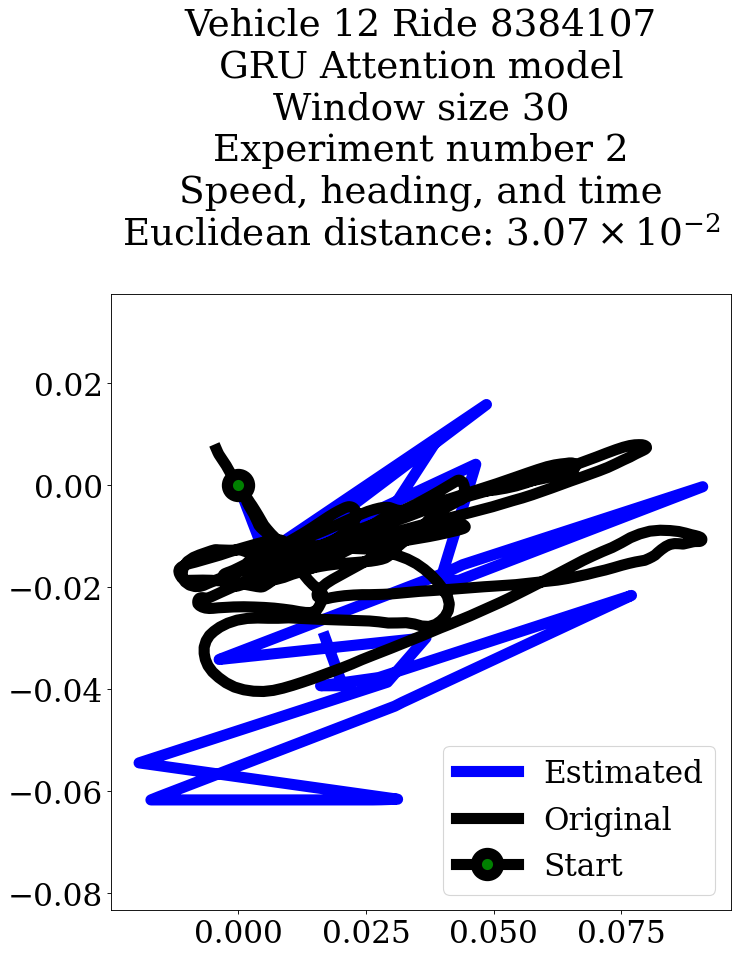 Vehicle 12 Ride 8384107
GRU Attention model
Window size 30
Experiment number 2
Speed, heading, and time
Euclidean distance: 3.07 × 10⁻²
0.02
0.00
−0.02
−0.04
−0.06
−0.08
Estimated
Original
Start
0.000 0.025 0.050 0.075